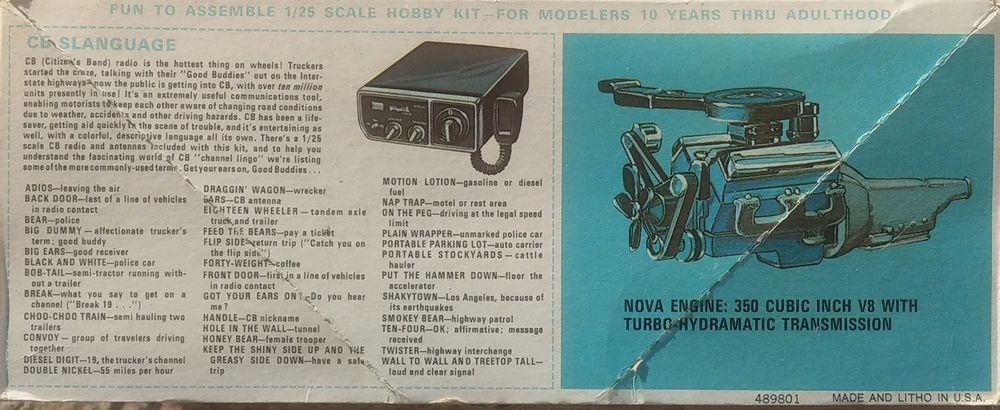 FUN TO ASSEMBLE 1/25 SCALE HOBBY KIT—FOR MODELERS 10 YEARS THRU ADULTHOOD
CB SLANGUAGE
CB (Citizen's Band) radio is the hottest thing on wheels! Truckers
started the craze, talking with their "Good Buddies" out on the Inter-
state highways—now the public is getting into CB, with over ten million
units presently in use! It's an extremely useful communications tool,
enabling motorists to keep each other aware of changing road conditions
due to weather, accidents and other driving hazards. CB has been a life-
saver, getting aid quickly to the scene of trouble, and it's entertaining as
well, with a colorful, descriptive language all its own. There's a 1/25
scale CB radio and antennas included with this kit, and to help you
understand the fascinating world of CB "channel lingo" we're listing
some of the more commonly-used terms. Get your ears on, Good Buddies . . .
ADIOS—leaving the air
BACK DOOR—last of a line of vehicles
in radio contact
BEAR—police
BIG DUMMY—affectionate trucker's
term; good buddy
BIG EARS—good receiver
BLACK AND WHITE—police car
BOB-TAIL—semi-tractor running with-
out a trailer
BREAK—what you say to get on a
channel ("Break 19 . . .")
CHOO-CHOO TRAIN—semi hauling two
trailers
CONVOY—group of travelers driving
together
DIESEL DIGIT—19, the trucker's channel
DOUBLE NICKEL—55 miles per hour
DRAGGIN' WAGON—wrecker
EARS—CB antenna
EIGHTEEN WHEELER—tandem axle
truck and trailer
FEED THE BEARS—pay a ticket
FLIP SIDE—return trip ("Catch you on
the flip side")
FORTY-WEIGHT—coffee
FRONT DOOR—first in a line of vehicles
in radio contact
GOT YOUR EARS ON?—Do you hear
me?
HANDLE—CB nickname
HOLE IN THE WALL—tunnel
HONEY BEAR—female trooper
KEEP THE SHINY SIDE UP AND THE
GREASY SIDE DOWN—have a safe
trip
MOTION LOTION—gasoline or diesel
fuel
NAP TRAP—motel or rest area
ON THE PEG—driving at the legal speed
limit
PLAIN WRAPPER—unmarked police car
PORTABLE PARKING LOT—auto carrier
PORTABLE STOCKYARDS—cattle
hauler
PUT THE HAMMER DOWN—floor the
accelerator
SHAKYTOWN—Los Angeles, because of
its earthquakes
SMOKEY BEAR—highway patrol
TEN-FOUR—OK; affirmative; message
received
TWISTER—highway interchange
WALL TO WALL AND TREETOP TALL—
loud and clear signal
NOVA ENGINE: 350 CUBIC INCH V8 WITH
TURBO-HYDRAMATIC TRANSMISSION
489801 MADE AND LITHO IN U.S.A.